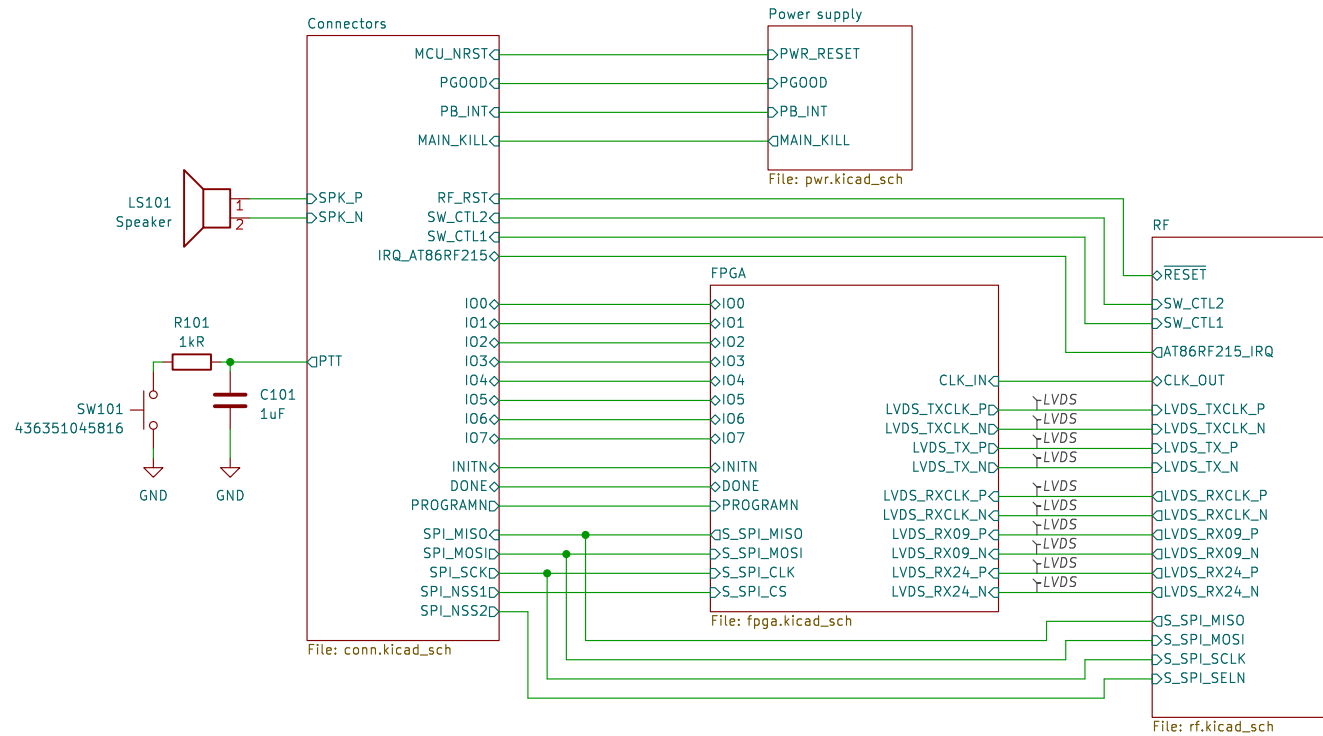 Connectors
MCU_NRST
PGOOD
PB_INT
MAIN_KILL
SPK_P
SPK_N
RF_RST
SW_CTL2
SW_CTL1
IRQ_AT86RF215
IO0
IO1
IO2
IO3
IO4
IO5
IO6
IO7
PTT
INITN
DONE
PROGRAMN
SPI_MISO
SPI_MOSI
SPI_SCK
SPI_NSS1
SPI_NSS2
File: conn.kicad_sch
LS101
Speaker
1
2
R101
1kR
C101
1uF
SW101
436351045816
GND
GND
Power supply
PWR_RESET
PGOOD
PB_INT
MAIN_KILL
File: pwr.kicad_sch
FPGA
IO0
IO1
IO2
IO3
IO4
IO5
IO6
IO7
INITN
DONE
PROGRAMN
S_SPI_MISO
S_SPI_MOSI
S_SPI_CLK
S_SPI_CS
CLK_IN
LVDS_TXCLK_P
LVDS_TXCLK_N
LVDS_TX_P
LVDS_TX_N
LVDS_RXCLK_P
LVDS_RXCLK_N
LVDS_RX09_P
LVDS_RX09_N
LVDS_RX24_P
LVDS_RX24_N
File: fpga.kicad_sch
LVDS
LVDS
LVDS
LVDS
LVDS
LVDS
LVDS
LVDS
LVDS
LVDS
RF
RESET
SW_CTL2
SW_CTL1
AT86RF215_IRQ
CLK_OUT
LVDS_TXCLK_P
LVDS_TXCLK_N
LVDS_TX_P
LVDS_TX_N
LVDS_RXCLK_P
LVDS_RXCLK_N
LVDS_RX09_P
LVDS_RX09_N
LVDS_RX24_P
LVDS_RX24_N
S_SPI_MISO
S_SPI_MOSI
S_SPI_SCLK
S_SPI_SELN
File: rf.kicad_sch